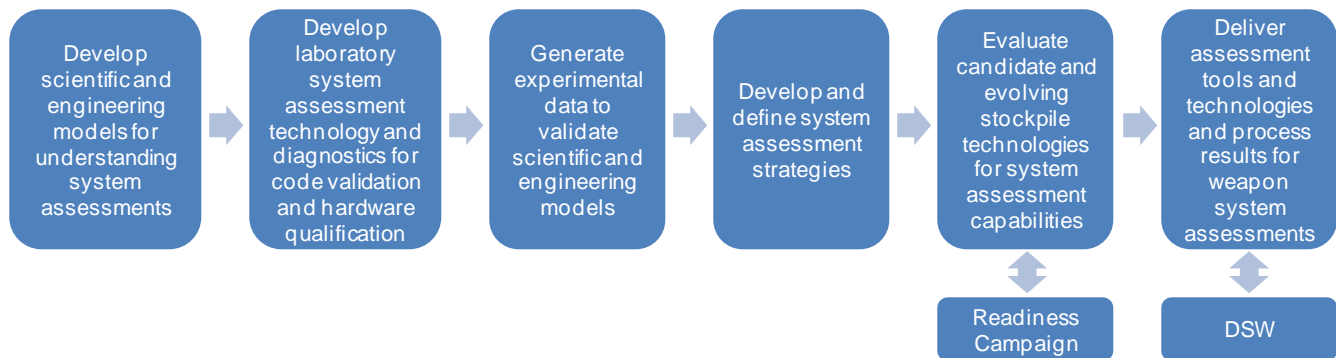 Develop
scientific and
engineering
models for
understanding
system
assessments
Develop
laboratory
system
assessment
technology and
diagnostics for
code validation
and hardware
qualification
Generate
experimental
data to
validate
scientific and
engineering
models
Develop and
define system
assessment
strategies
Evaluate
candidate and
evolving
stockpile
technologies
for system
assessment
capabilities
Deliver
assessment
tools and
technologies
and process
results for
weapon
system
assessments
Readiness
Campaign
DSW